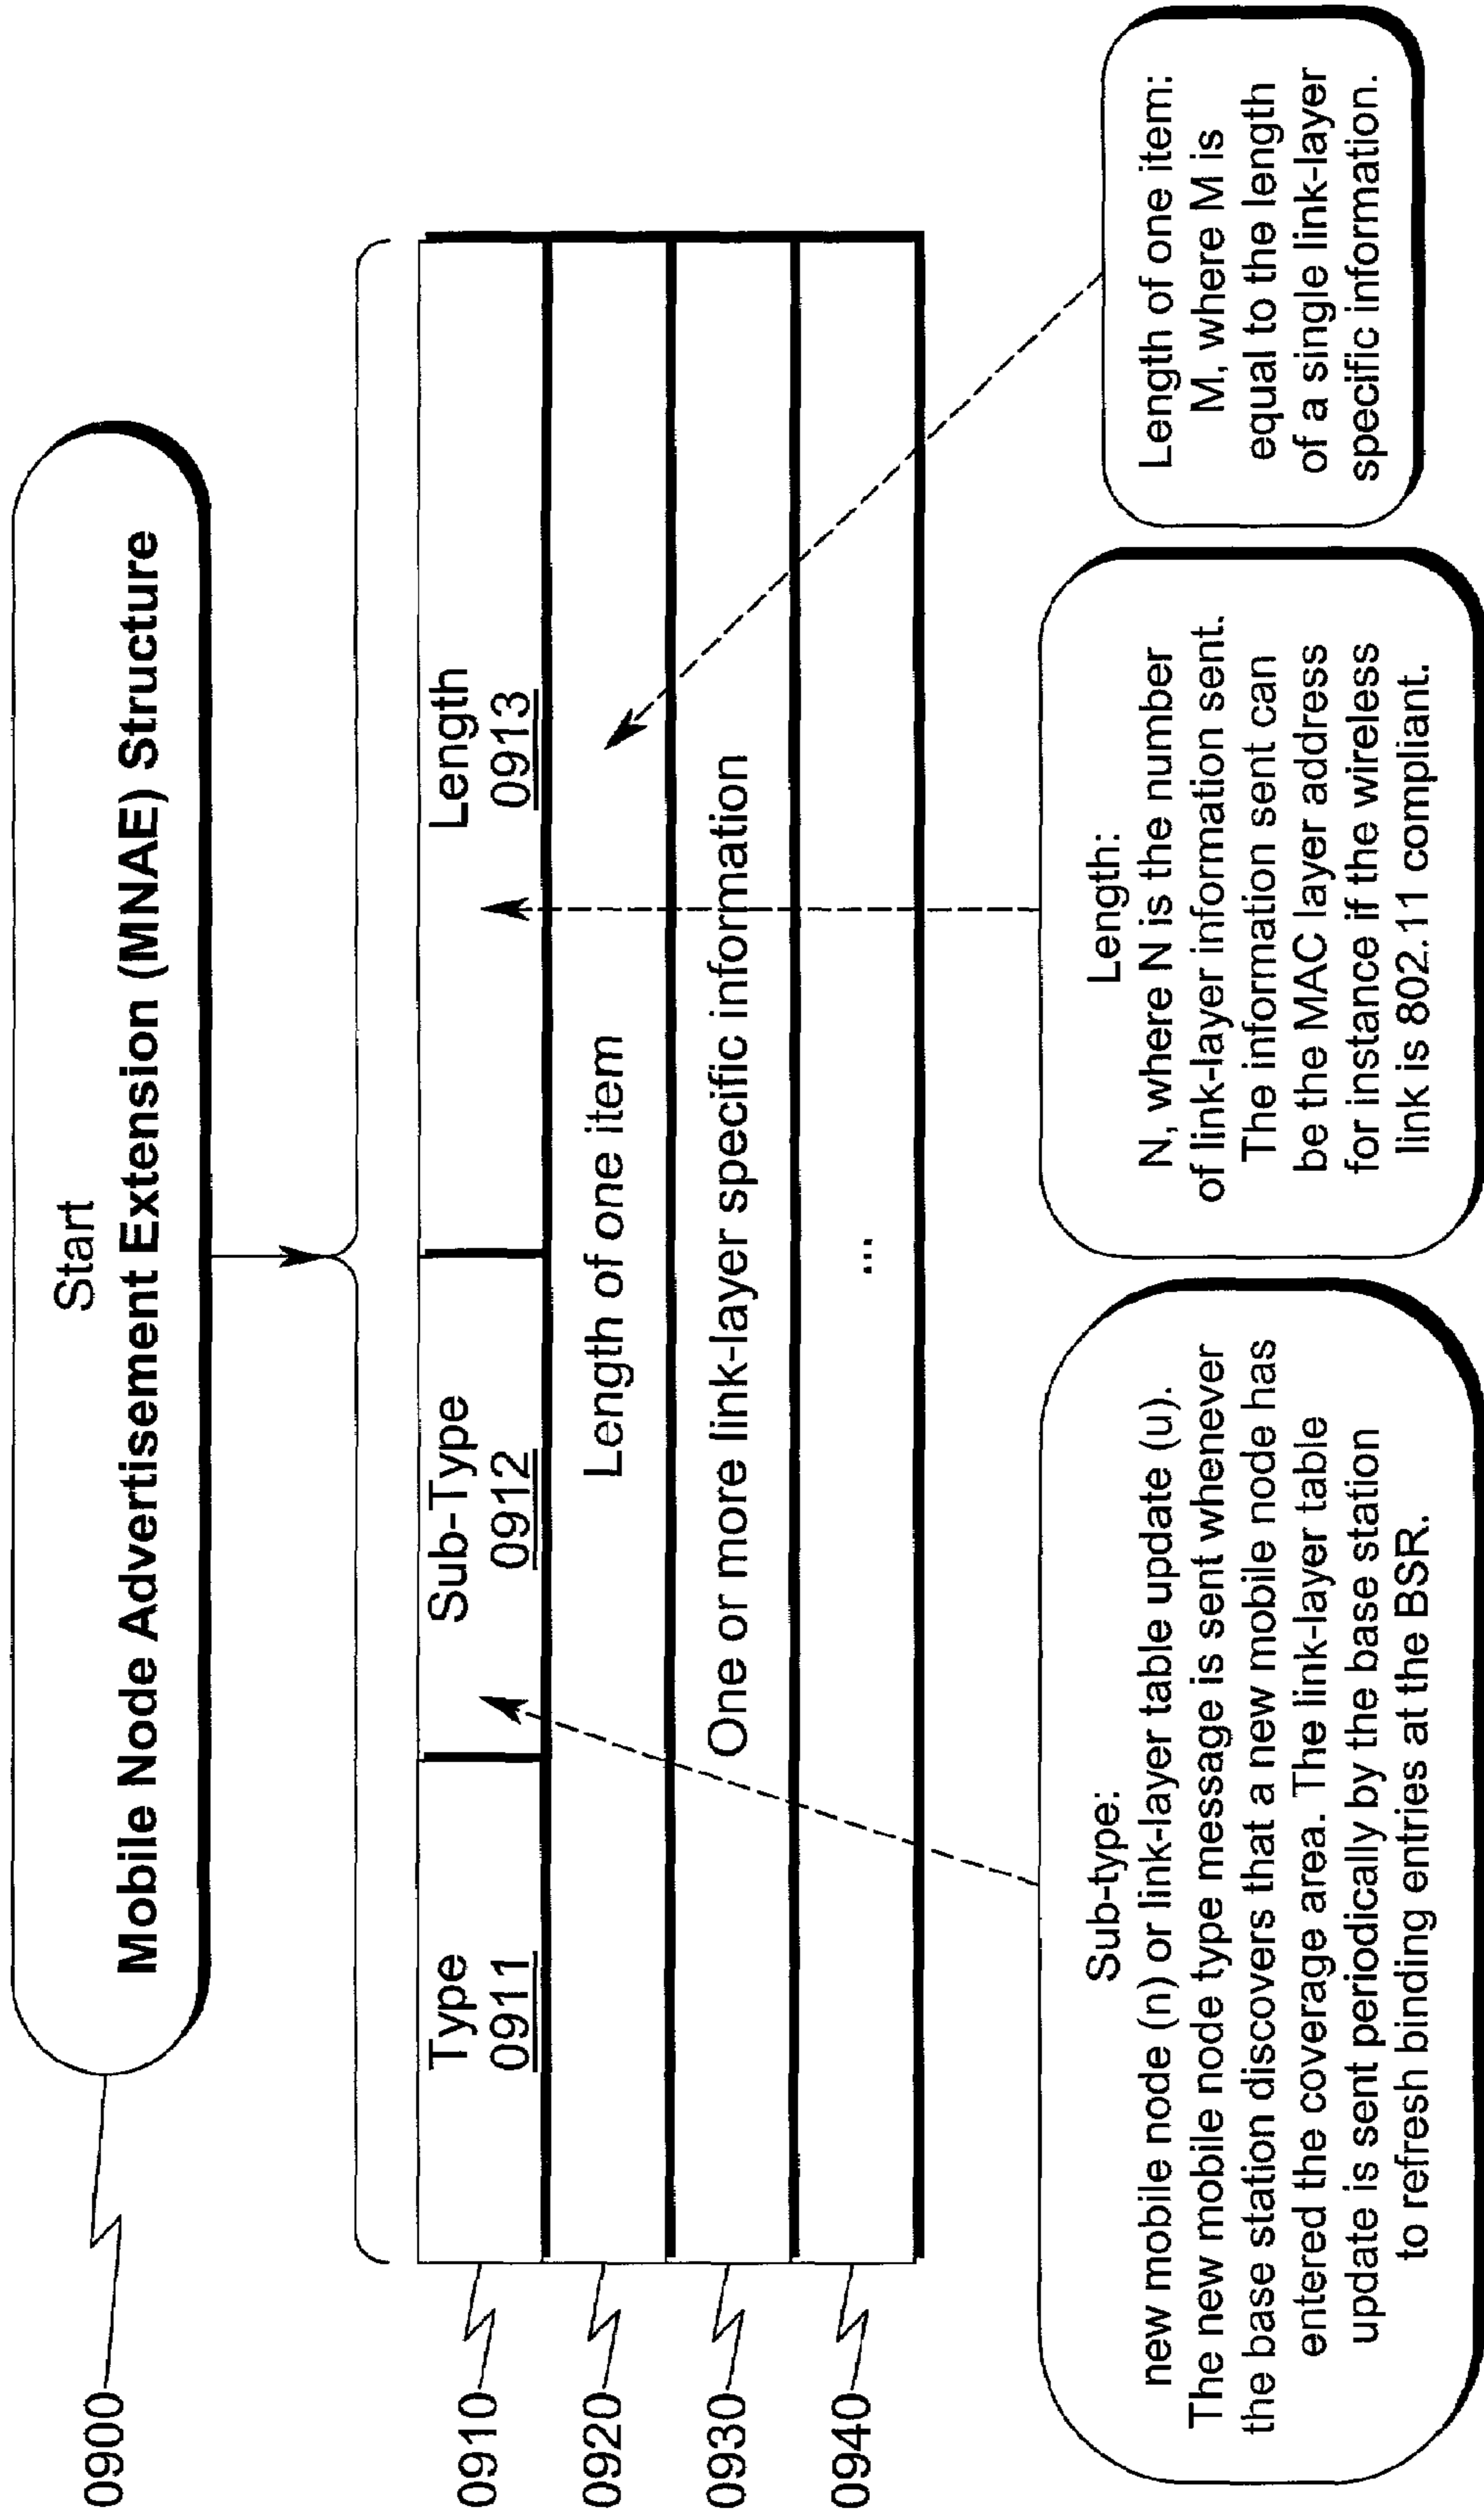 Start
0900
Mobile Node Advertisement Extension (MNAE) Structure
0910
Type
0911
Sub-Type
0912
Length
0913
0920
Length of one item
0930
One or more link-layer specific information
0940
...
Sub-type:
new mobile node (n) or link-layer table update (u).
The new mobile node type message is sent whenever
the base station discovers that a new mobile node has
entered the coverage area. The link-layer table
update is sent periodically by the base station
to refresh binding entries at the BSR.
Length:
N, where N is the number
of link-layer information sent.
The information sent can
be the MAC layer address
for instance if the wireless
link is 802.11 compliant.
Length of one item:
M, where M is
equal to the length
of a single link-layer
specific information.